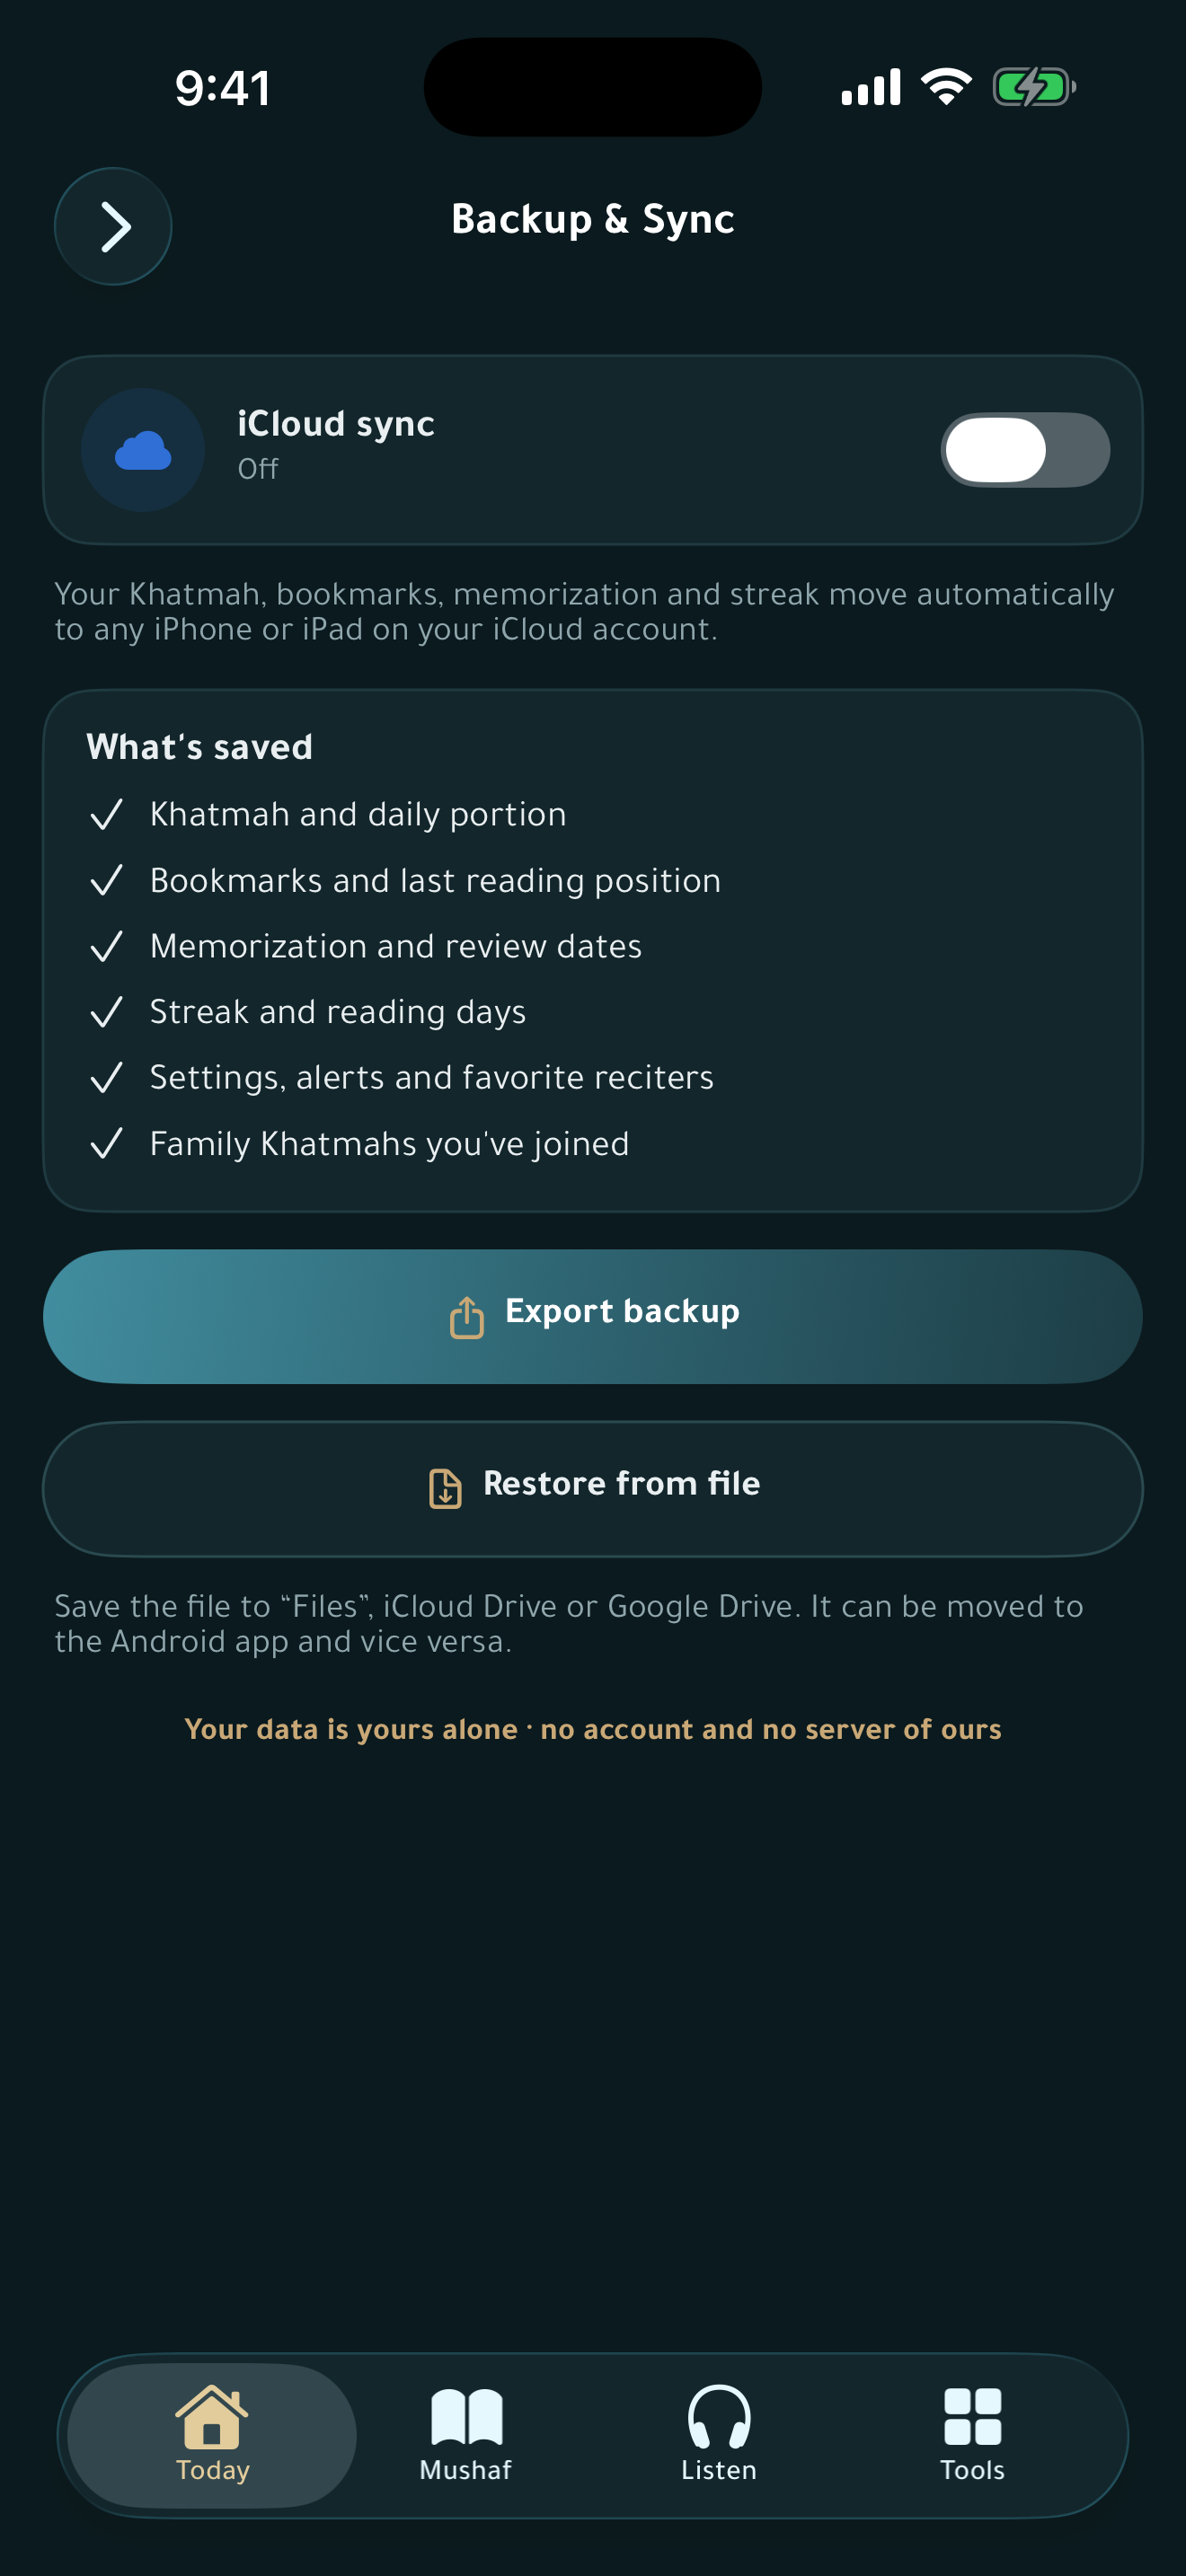 9:41
Backup & Sync
iCloud sync
Off
Your Khatmah, bookmarks, memorization and streak move automatically
to any iPhone or iPad on your iCloud account.
What's saved
Khatmah and daily portion
Bookmarks and last reading position
Memorization and review dates
Streak and reading days
Settings, alerts and favorite reciters
Family Khatmahs you've joined
Export backup
Restore from file
Save the file to “Files”, iCloud Drive or Google Drive. It can be moved to
the Android app and vice versa.
Your data is yours alone · no account and no server of ours
Today
Mushaf
Listen
Tools